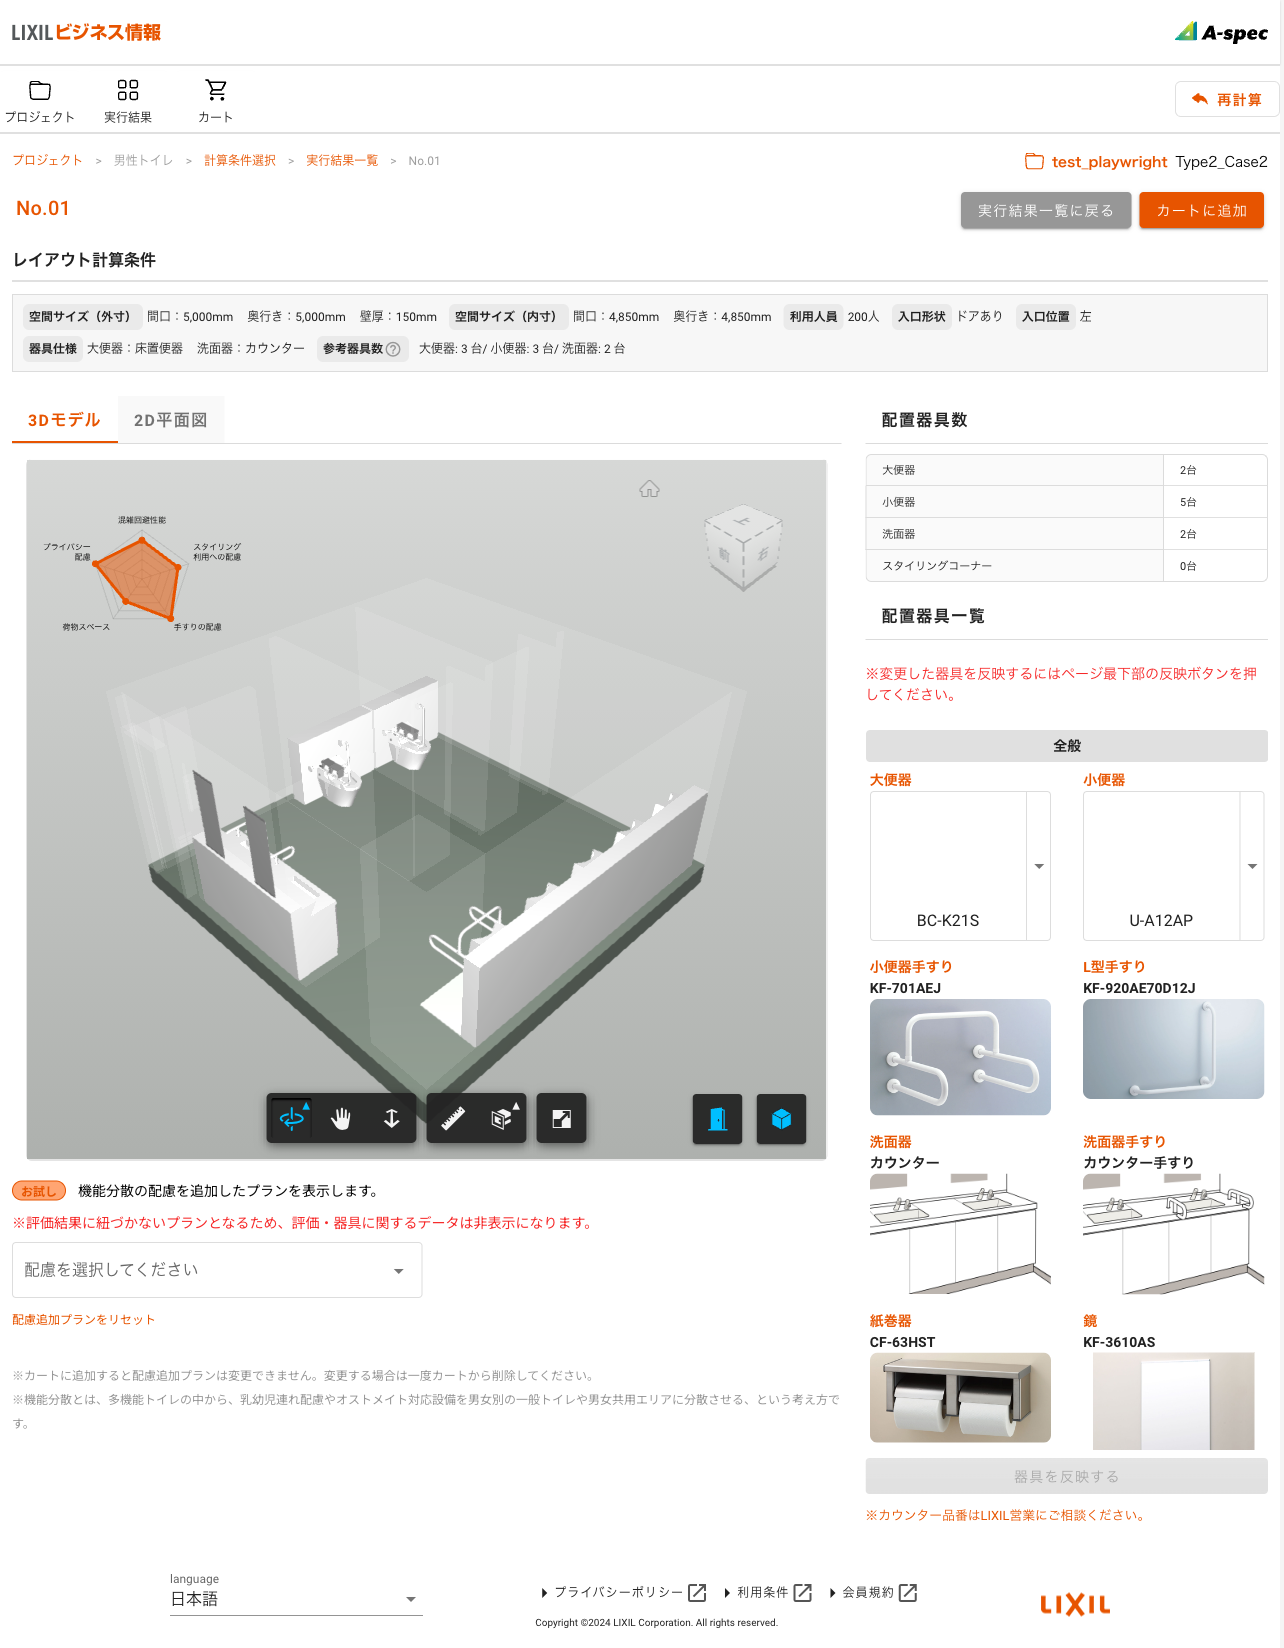 LIXILビジネス情報
A-spec
プロジェクト
実行結果
カート
再計算
プロジェクト > 男性トイレ > 計算条件選択 > 実行結果一覧 > No.01
test_playwright Type2_Case2
No.01
実行結果一覧に戻る
カートに追加
レイアウト計算条件
空間サイズ（外寸） 間口：5,000mm 奥行き：5,000mm 壁厚：150mm 空間サイズ（内寸） 間口：4,850mm 奥行き：4,850mm 利用人員 200人 入口形状 ドアあり 入口位置 左
器具仕様 大便器：床置便器 洗面器：カウンター 参考器具数 大便器: 3 台/ 小便器: 3 台/ 洗面器: 2 台
3Dモデル
2D平面図
混雑回避性能
プライバシー
配慮
スタイリング
利用への配慮
荷物スペース
手すりの配慮
上
前
右
お試し 機能分散の配慮を追加したプランを表示します。
※評価結果に紐づかないプランとなるため、評価・器具に関するデータは非表示になります。
配慮を選択してください
配慮追加プランをリセット
※カートに追加すると配慮追加プランは変更できません。変更する場合は一度カートから削除してください。
※機能分散とは、多機能トイレの中から、乳幼児連れ配慮やオストメイト対応設備を男女別の一般トイレや男女共用エリアに分散させる、という考え方で
す。
配置器具数
大便器 2台
小便器 5台
洗面器 2台
スタイリングコーナー 0台
配置器具一覧
※変更した器具を反映するにはページ最下部の反映ボタンを押
してください。
全般
大便器
BC-K21S
小便器
U-A12AP
小便器手すり
KF-701AEJ
L型手すり
KF-920AE70D12J
洗面器
カウンター
洗面器手すり
カウンター手すり
紙巻器
CF-63HST
鏡
KF-3610AS
器具を反映する
※カウンター品番はLIXIL営業にご相談ください。
language
日本語
プライバシーポリシー
利用条件
会員規約
Copyright ©2024 LIXIL Corporation. All rights reserved.
LIXIL